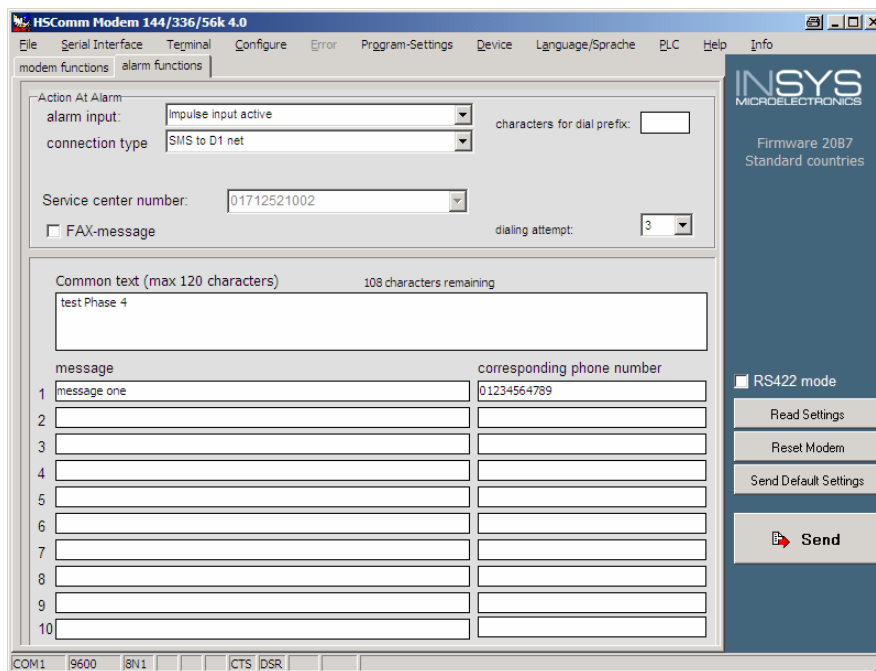 HSComm Modem 144/336/56k 4.0
File Serial Interface Terminal Configure Error Program-Settings Device Language/Sprache PLC Help Info
modem functions alarm functions
INSYS
MICROELECTRONICS
Firmware 20B7
Standard countries
Action At Alarm
alarm input: Impulse input active characters for dial prefix:
connection type SMS to D1 net
Service center number: 01712521002
FAX-message dialing attempt: 3
Common text (max 120 characters) 108 characters remaining
test Phase 4
message corresponding phone number
1 message one 01234564789
2
3
4
5
6
7
8
9
10
RS422 mode
Read Settings
Reset Modem
Send Default Settings
Send
COM1 9600 8N1 CTS DSR